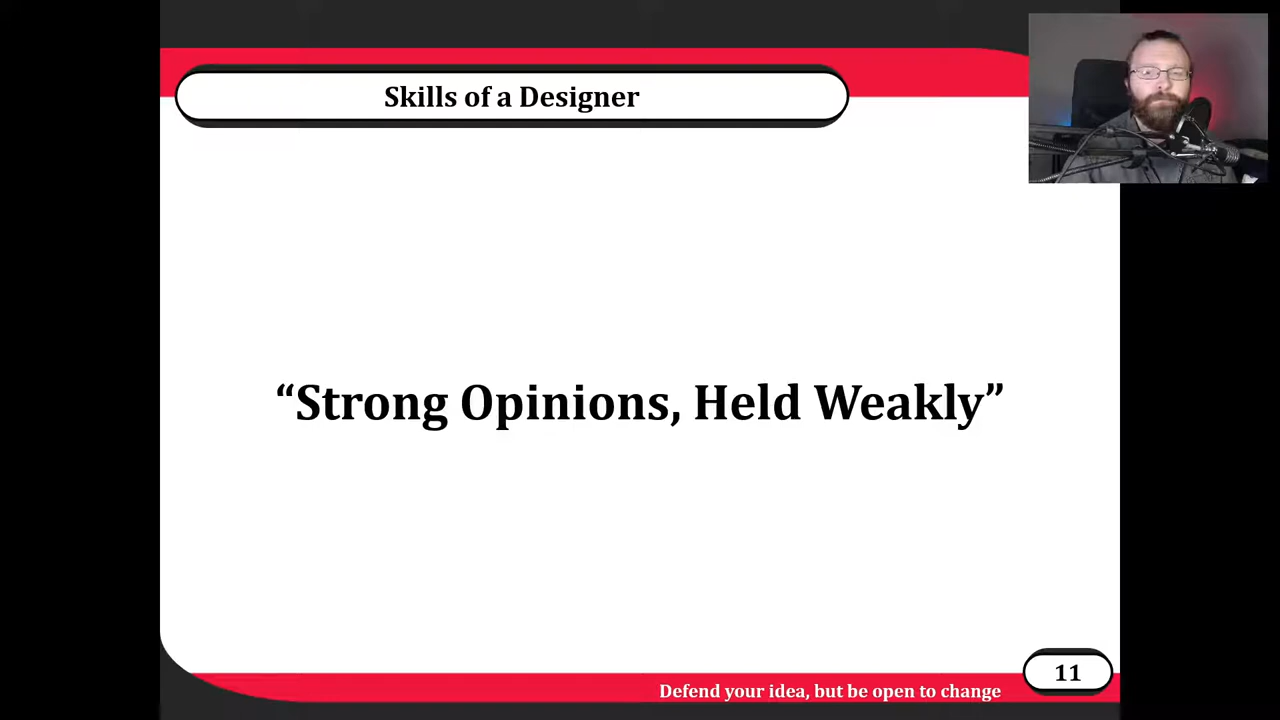 Skills of a Designer
“Strong Opinions, Held Weakly”
11
Defend your idea, but be open to change